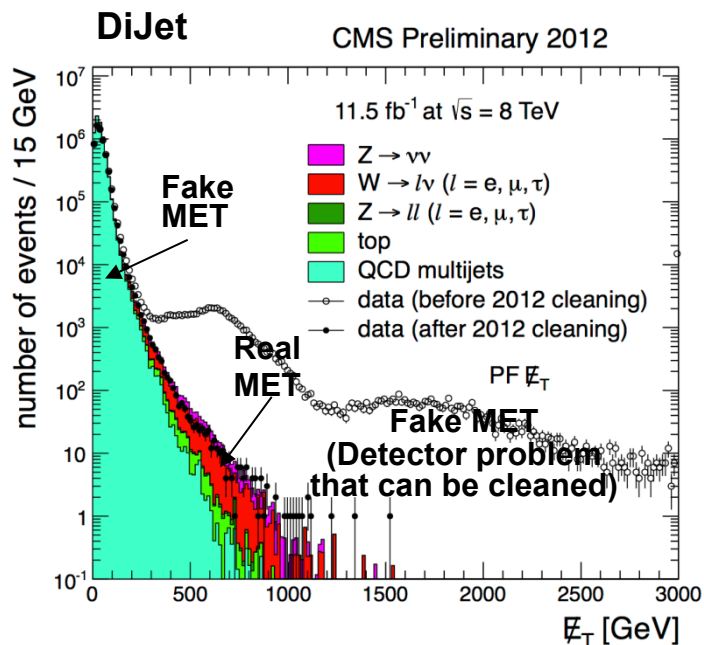 DiJet
CMS Preliminary 2012
11.5 fb⁻¹ at √s = 8 TeV
Z → νν
W → lν (l = e, μ, τ)
Z → ll (l = e, μ, τ)
top
QCD multijets
data (before 2012 cleaning)
data (after 2012 cleaning)
Fake
MET
Real
MET
PF E̸_T
Fake MET
(Detector problem
that can be cleaned)
number of events / 15 GeV
10⁷
10⁶
10⁵
10⁴
10³
10²
10
1
10⁻¹
0 500 1000 1500 2000 2500 3000
E̸_T [GeV]